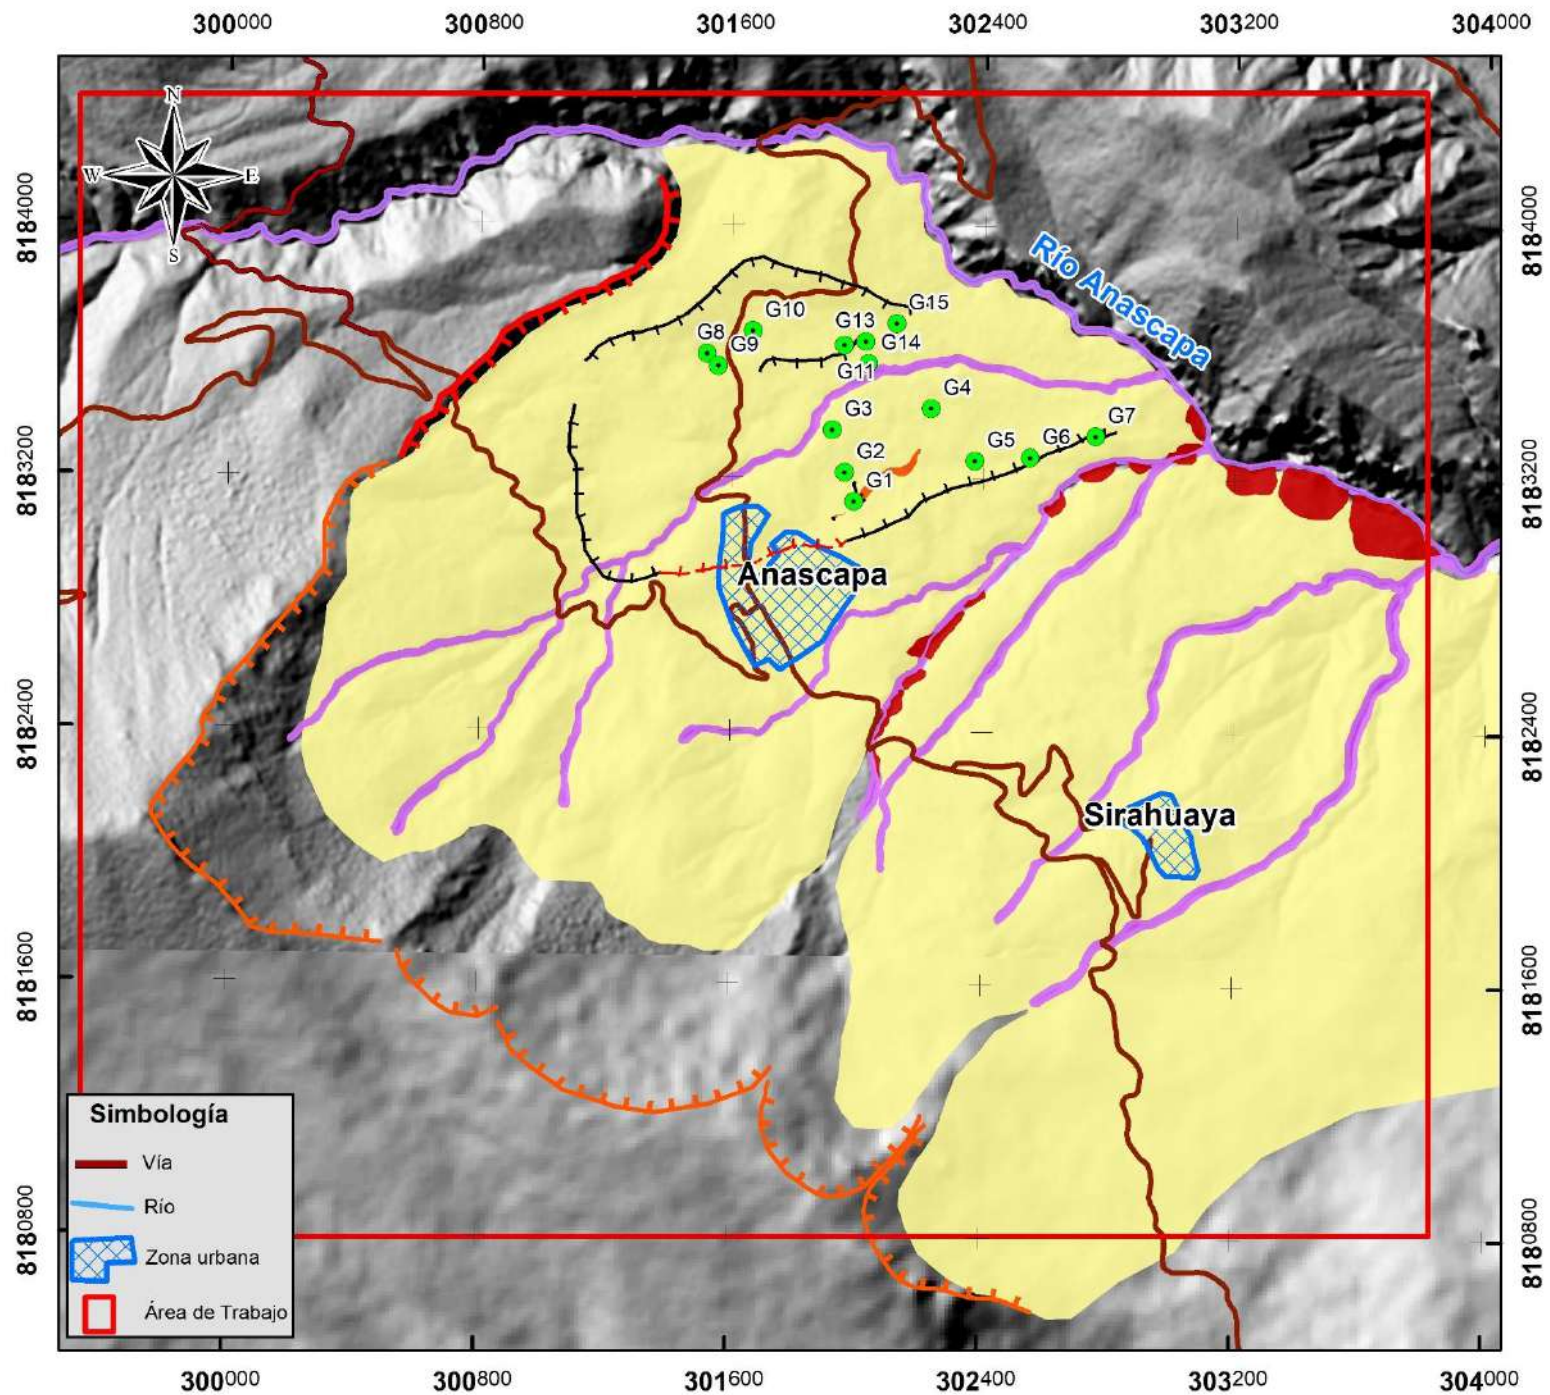 300000 300800 301600 302400 303200 304000
N
W E
S
8184000
8184000
Río Anascapa
G15
G10
G13
G8
G9
G14
G11
G4
G3
G7
G2
G5
G6
G1
8183200
8183200
Anascapa
8182400
8182400
Sirahuaya
8181600
8181600
Simbología
Vía
Río
Zona urbana
Área de Trabajo
8180800
8180800
300000 300800 301600 302400 303200 304000